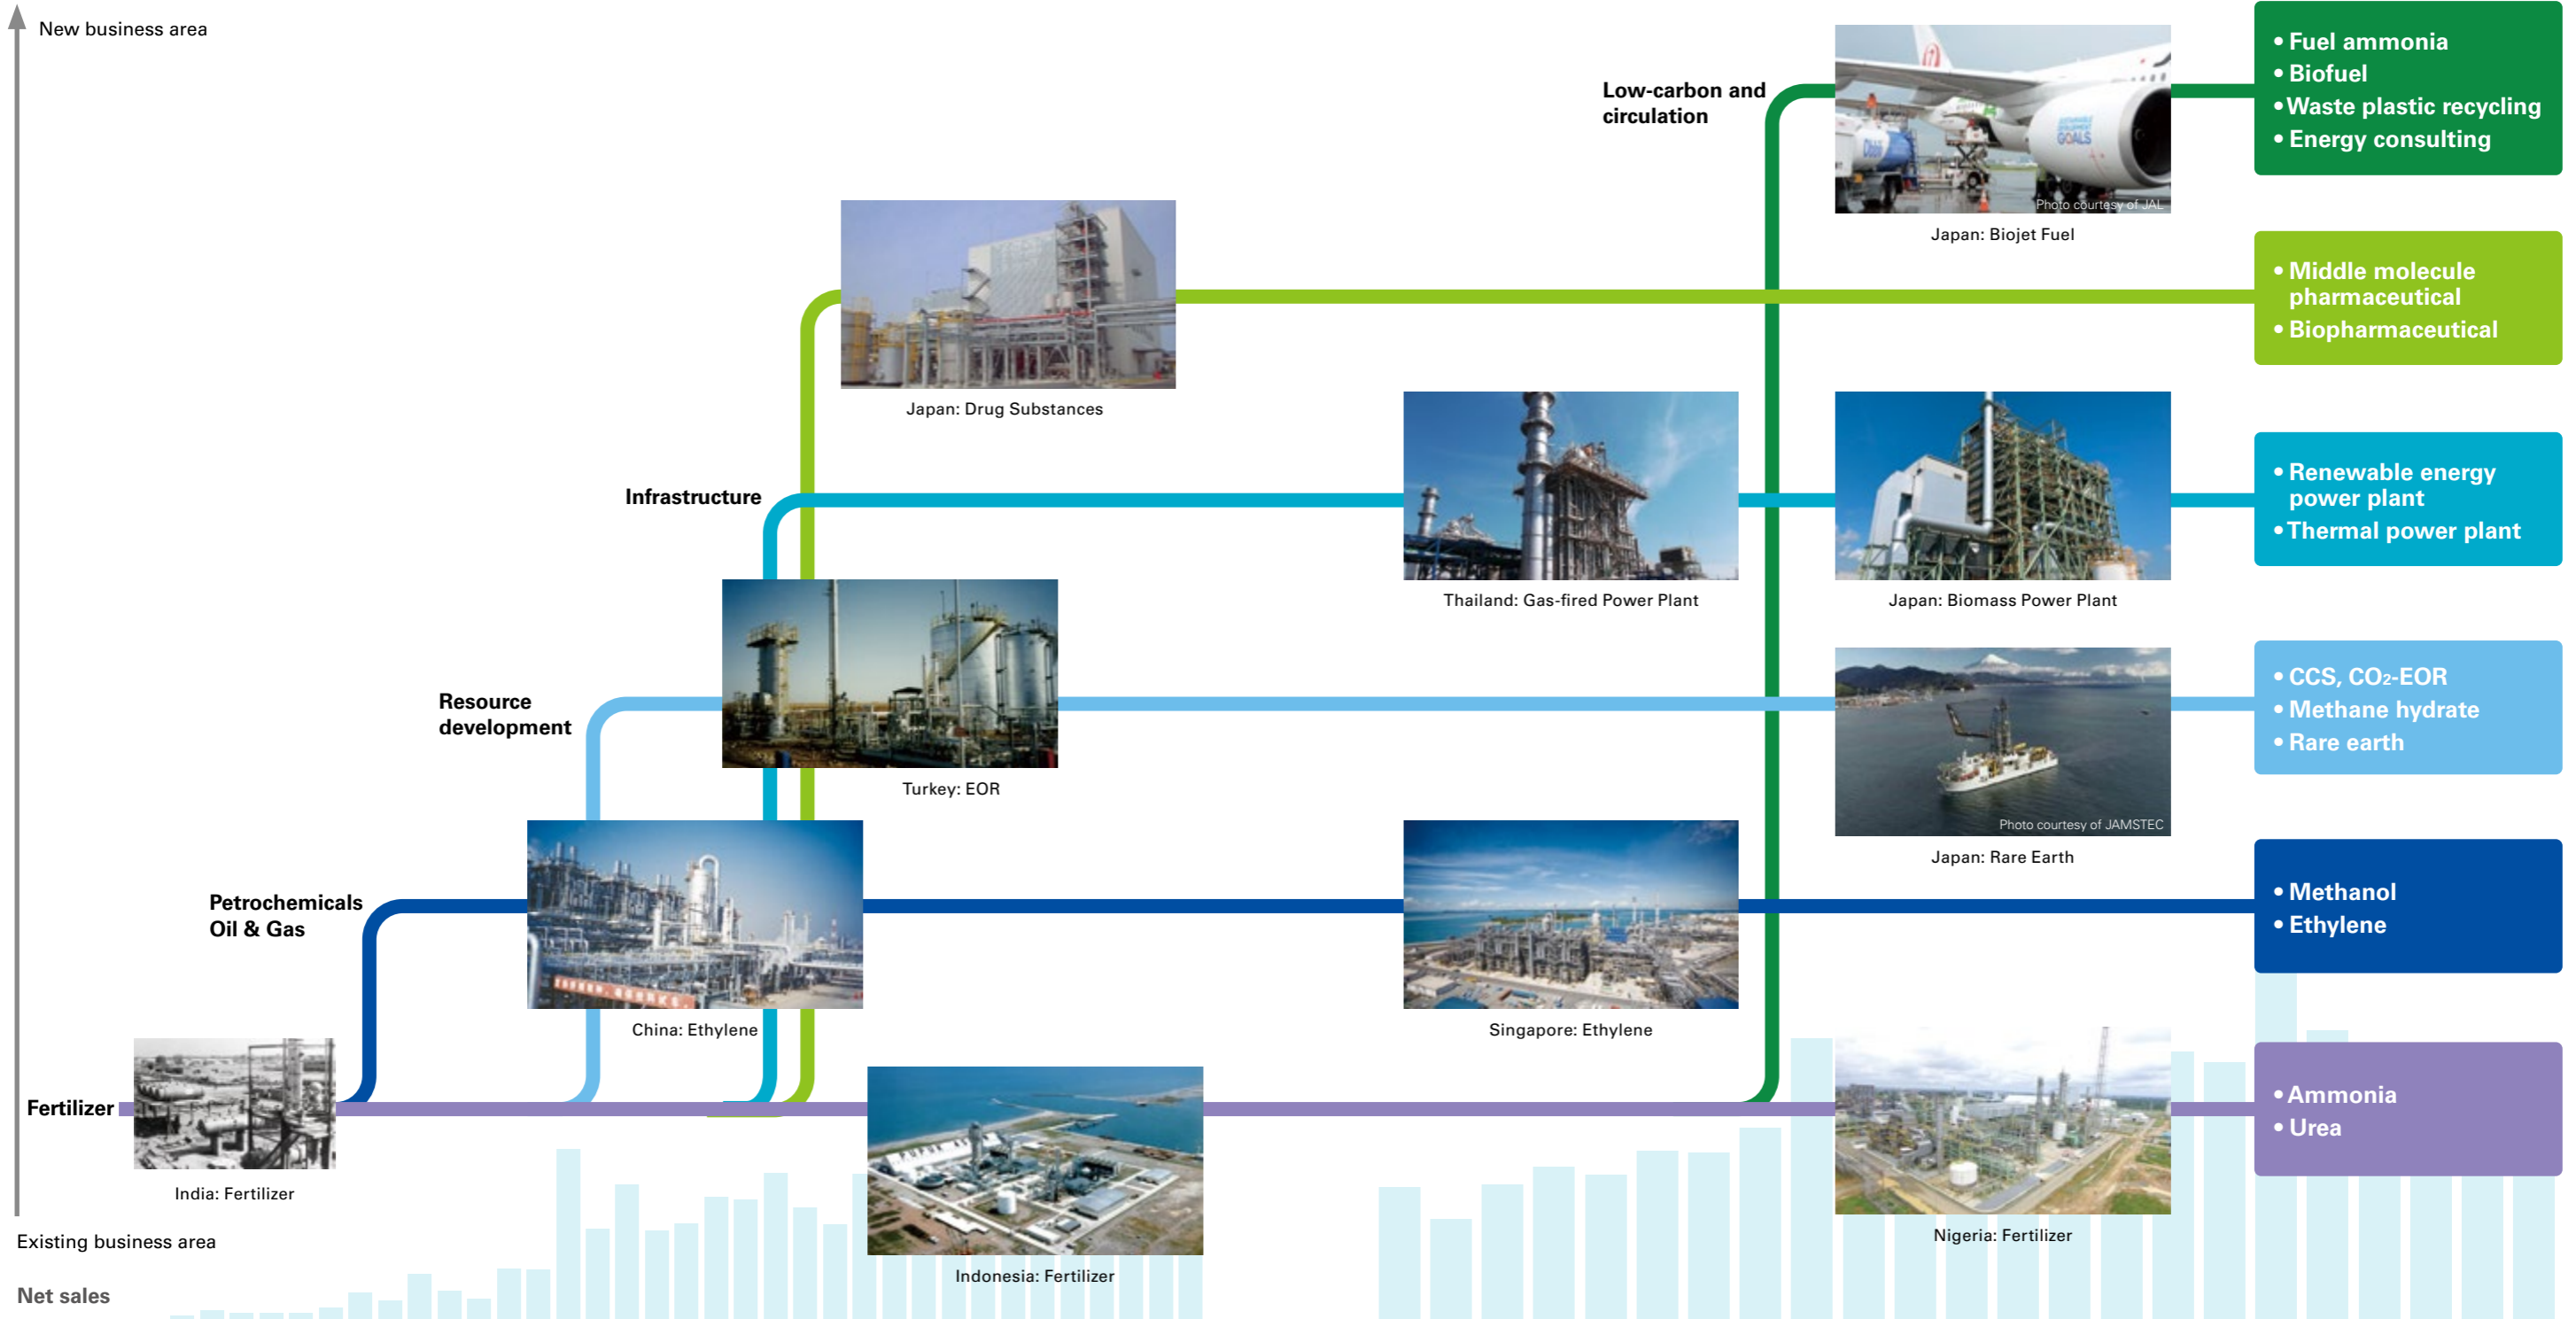 New business area
Low-carbon and
circulation
SUSTAINABLE
DEVELOPMENT
GOALS
Photo courtesy of JAL
Japan: Biojet Fuel
• Fuel ammonia
• Biofuel
• Waste plastic recycling
• Energy consulting
Japan: Drug Substances
• Middle molecule
pharmaceutical
• Biopharmaceutical
Infrastructure
Thailand: Gas-fired Power Plant
Japan: Biomass Power Plant
• Renewable energy
power plant
• Thermal power plant
Resource
development
Turkey: EOR
Photo courtesy of JAMSTEC
Japan: Rare Earth
• CCS, CO₂-EOR
• Methane hydrate
• Rare earth
Petrochemicals
Oil & Gas
China: Ethylene
Singapore: Ethylene
• Methanol
• Ethylene
Fertilizer
India: Fertilizer
Indonesia: Fertilizer
Nigeria: Fertilizer
• Ammonia
• Urea
Existing business area
Net sales